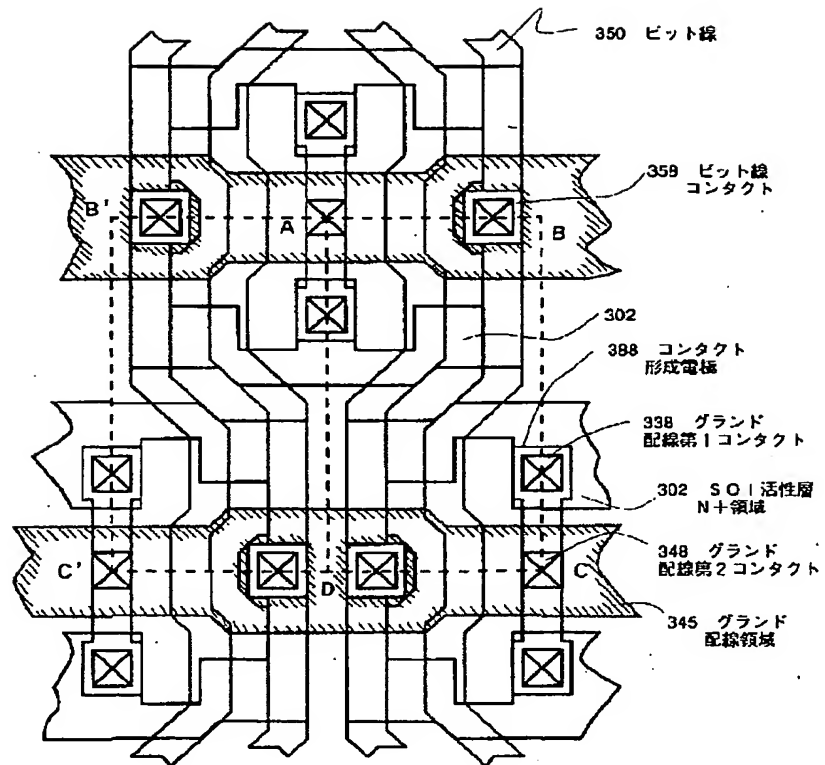 350 ビット線
358 ビット線
コンタクト
B'
A
B
302
388 コンタクト
形成電極
338 グランド
配線第1コンタクト
302 SOI活性層
N+領域
348 グランド
配線第2コンタクト
C'
D
C
345 グランド
配線領域